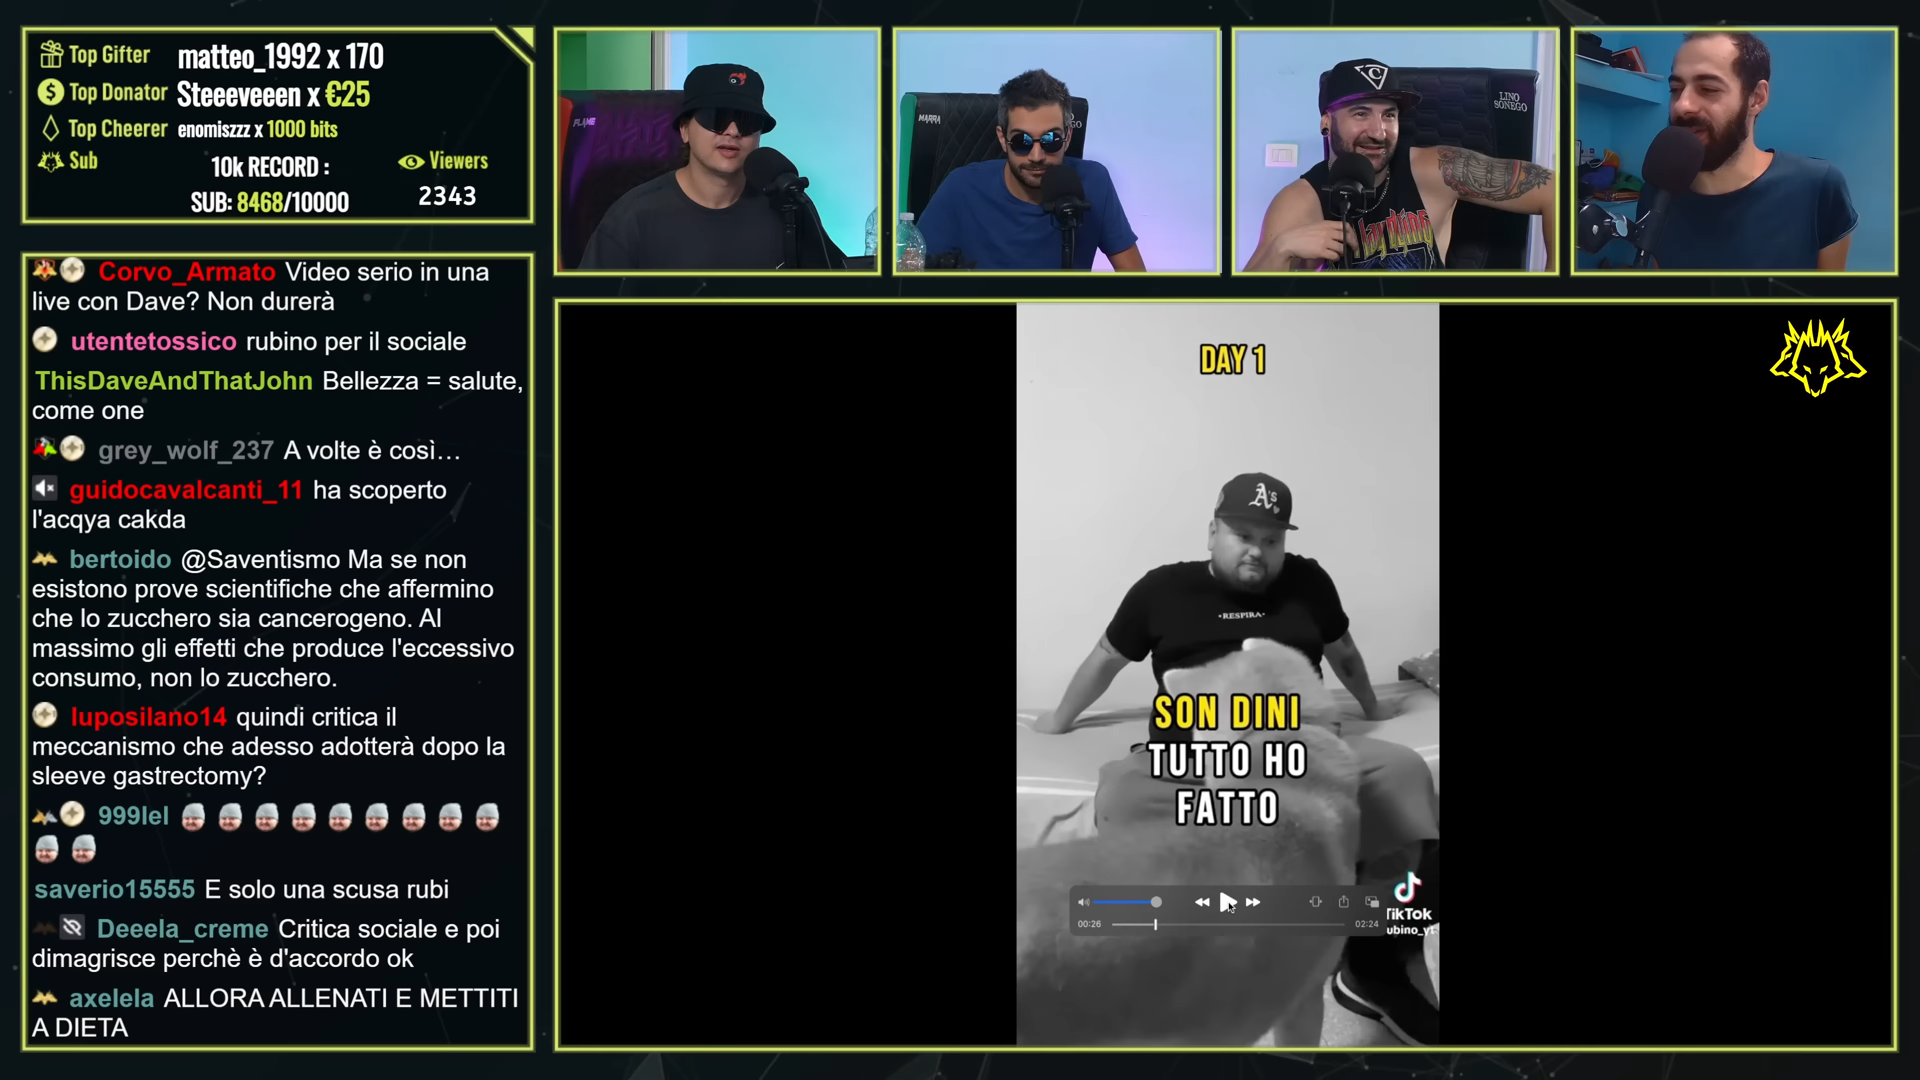 Top Gifter matteo_1992 x 170
Top Donator Steeeveeen x €25
Top Cheerer enomiszzz x 1000 bits
Sub
10k RECORD :
SUB: 8468/10000
Viewers
2343
Corvo_Armato Video serio in una
live con Dave? Non durerà
utentetossico rubino per il sociale
ThisDaveAndThatJohn Bellezza = salute,
come one
grey_wolf_237 A volte è così…
guidocavalcanti_11 ha scoperto
l'acqya cakda
bertoido @Saventismo Ma se non
esistono prove scientifiche che affermino
che lo zucchero sia cancerogeno. Al
massimo gli effetti che produce l'eccessivo
consumo, non lo zucchero.
luposilano14 quindi critica il
meccanismo che adesso adotterà dopo la
sleeve gastrectomy?
999lel
saverio15555 E solo una scusa rubi
Deeela_creme Critica sociale e poi
dimagrisce perchè è d'accordo ok
axelela ALLORA ALLENATI E METTITI
A DIETA
FLAME
MARRA
LINO
SONEGO
C
DAY 1
A's
•RESPIRA•
SON DINI
TUTTO HO
FATTO
00:26
02:24
TikTok
ubino_yt